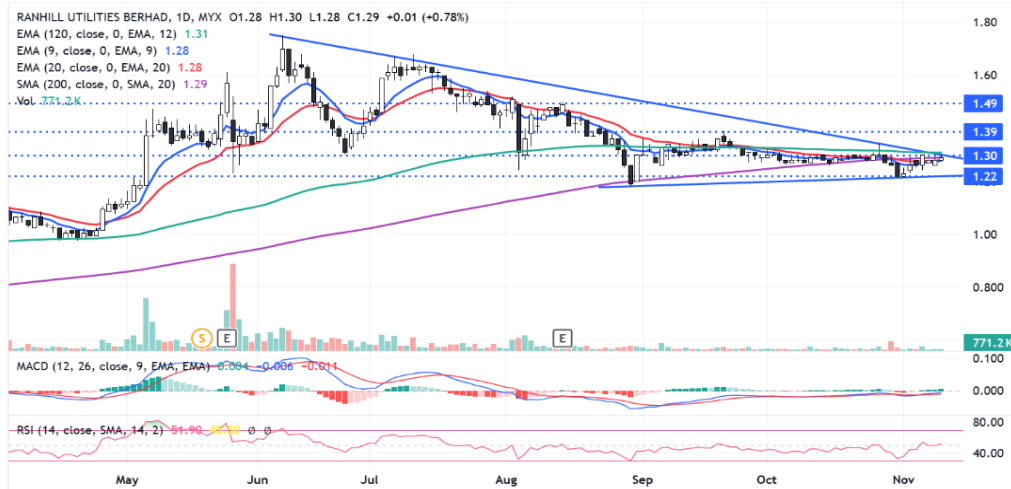 RANHILL UTILITIES BERHAD, 1D, MYX O1.28 H1.30 L1.28 C1.29 +0.01 (+0.78%)
EMA (120, close, 0, EMA, 12) 1.31
EMA (9, close, 0, EMA, 9) 1.28
EMA (20, close, 0, EMA, 20) 1.28
SMA (200, close, 0, SMA, 20) 1.29
Vol 771.2K
1.80
1.60
1.49
1.39
1.30
1.22
1.00
0.800
S E E
771.2K
MACD (12, 26, close, 9, EMA, EMA) 0.004 −0.006 −0.011
0.100
0.000
RSI (14, close, SMA, 14, 2) 51.90 Ø Ø
80.00
40.00
May Jun Jul Aug Sep Oct Nov